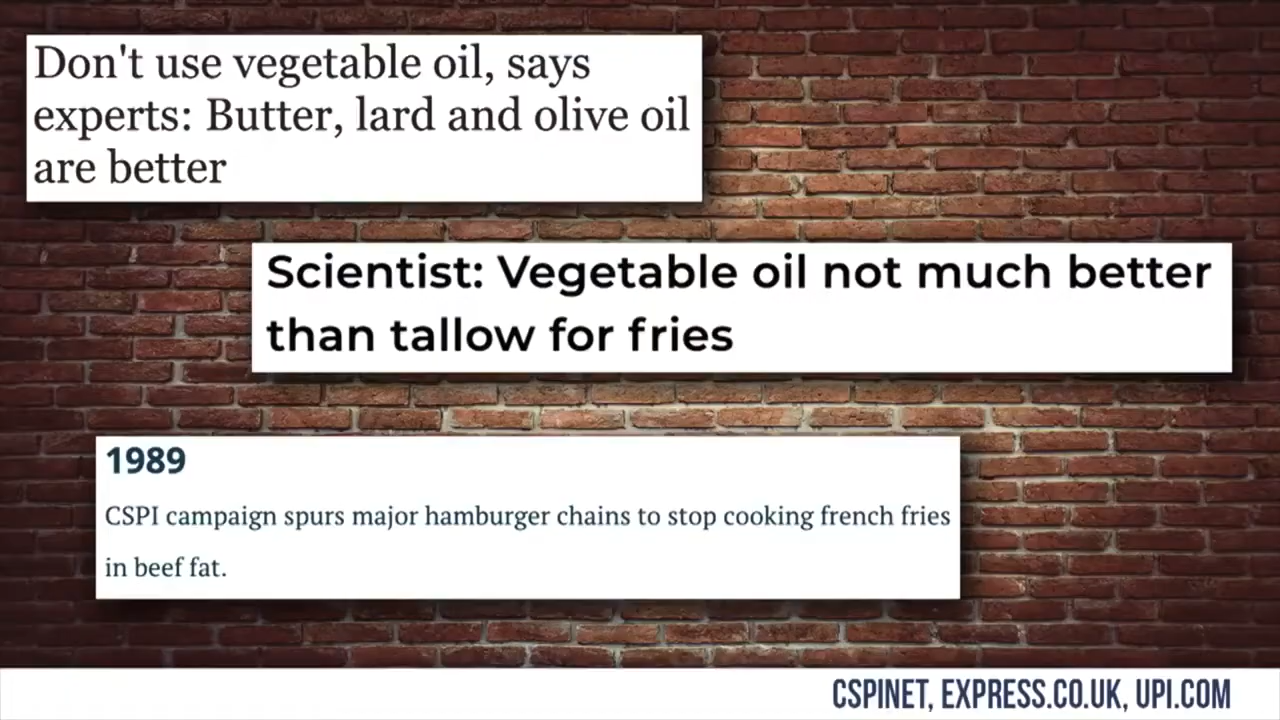 Don't use vegetable oil, says
experts: Butter, lard and olive oil
are better
Scientist: Vegetable oil not much better
than tallow for fries
1989
CSPI campaign spurs major hamburger chains to stop cooking french fries
in beef fat.
CSPINET, EXPRESS.CO.UK, UPI.COM